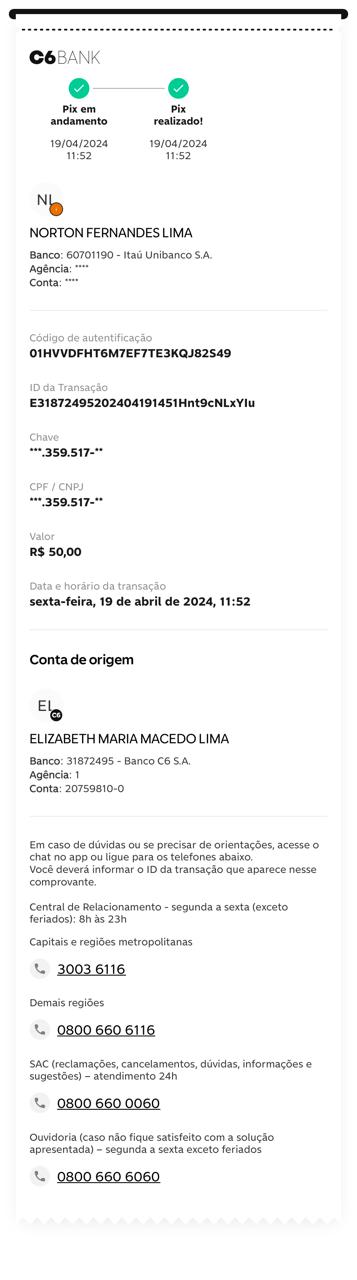 C6BANK
Pix em
andamento
Pix
realizado!
19/04/2024
11:52
19/04/2024
11:52
NL
NORTON FERNANDES LIMA
Banco: 60701190 - Itaú Unibanco S.A.
Agência: ****
Conta: ****
Código de autentificação
01HVVDFHT6M7EF7TE3KQJ82S49
ID da Transação
E31872495202404191451Hnt9cNLxYIu
Chave
***.359.517-**
CPF / CNPJ
***.359.517-**
Valor
R$ 50,00
Data e horário da transação
sexta-feira, 19 de abril de 2024, 11:52
Conta de origem
EL
C6
ELIZABETH MARIA MACEDO LIMA
Banco: 31872495 - Banco C6 S.A.
Agência: 1
Conta: 20759810-0
Em caso de dúvidas ou se precisar de orientações, acesse o
chat no app ou ligue para os telefones abaixo.
Você deverá informar o ID da transação que aparece nesse
comprovante.
Central de Relacionamento - segunda a sexta (exceto
feriados): 8h às 23h
Capitais e regiões metropolitanas
3003 6116
Demais regiões
0800 660 6116
SAC (reclamações, cancelamentos, dúvidas, informações e
sugestões) – atendimento 24h
0800 660 0060
Ouvidoria (caso não fique satisfeito com a solução
apresentada) – segunda a sexta exceto feriados
0800 660 6060